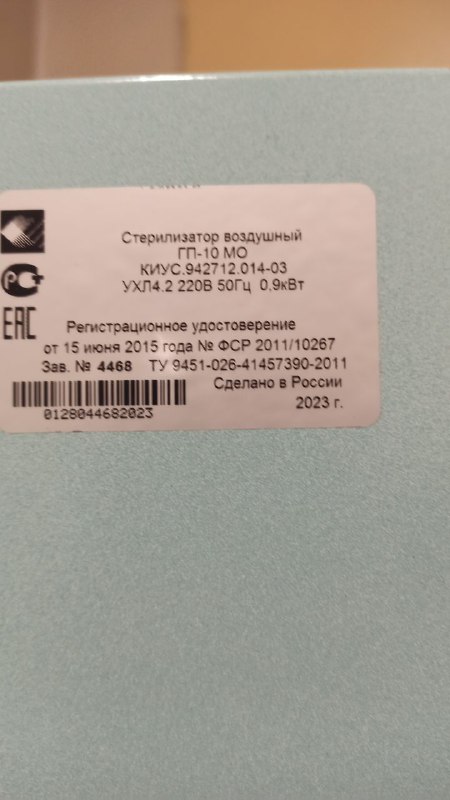 Стерилизатор воздушный
ГП-10 МО
КИУС.942712.014-03
УХЛ4.2 220В 50Гц 0.9кВт
ЕАС
Регистрационное удостоверение
от 15 июня 2015 года № ФСР 2011/10267
Зав. № 4468 ТУ 9451-026-41457390-2011
Сделано в России
0128044682023
2023 г.